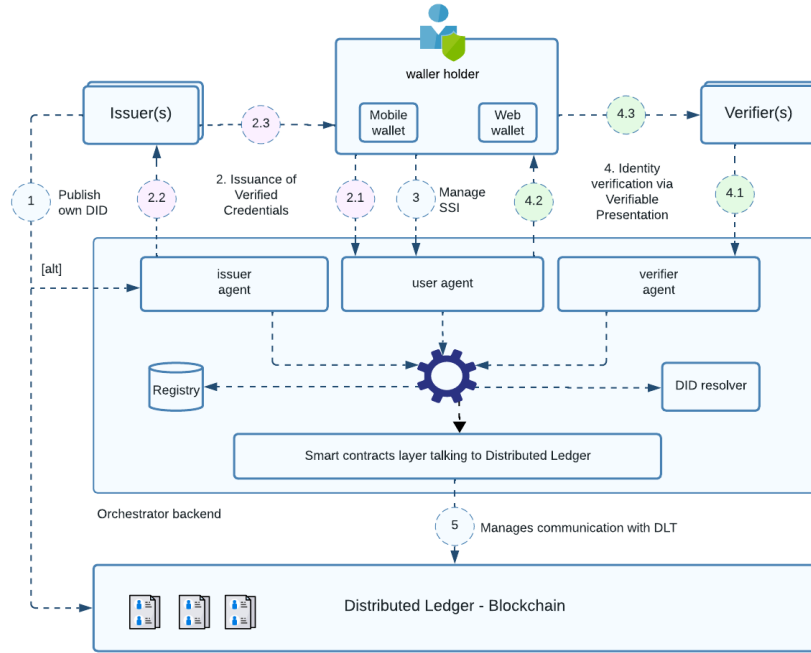 waller holder
Issuer(s)
Mobile
wallet
Web
wallet
Verifier(s)
2.3
4.3
1
Publish
own DID
2.2
2. Issuance of
Verified
Credentials
2.1
3
Manage
SSI
4.2
4. Identity
verification via
Verifiable
Presentation
4.1
[alt]
issuer
agent
user agent
verifier
agent
Registry
DID resolver
Smart contracts layer talking to Distributed Ledger
Orchestrator backend
5
Manages communication with DLT
Distributed Ledger - Blockchain